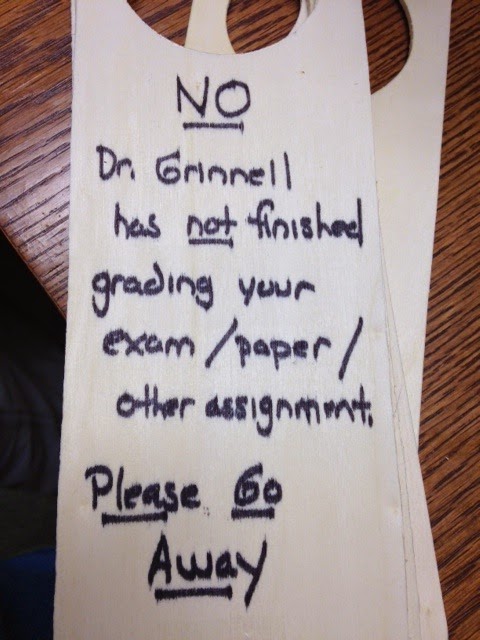 NO
Dr. Grinnell
has not finished
grading your
exam / paper /
other assignment.
Please Go
Away